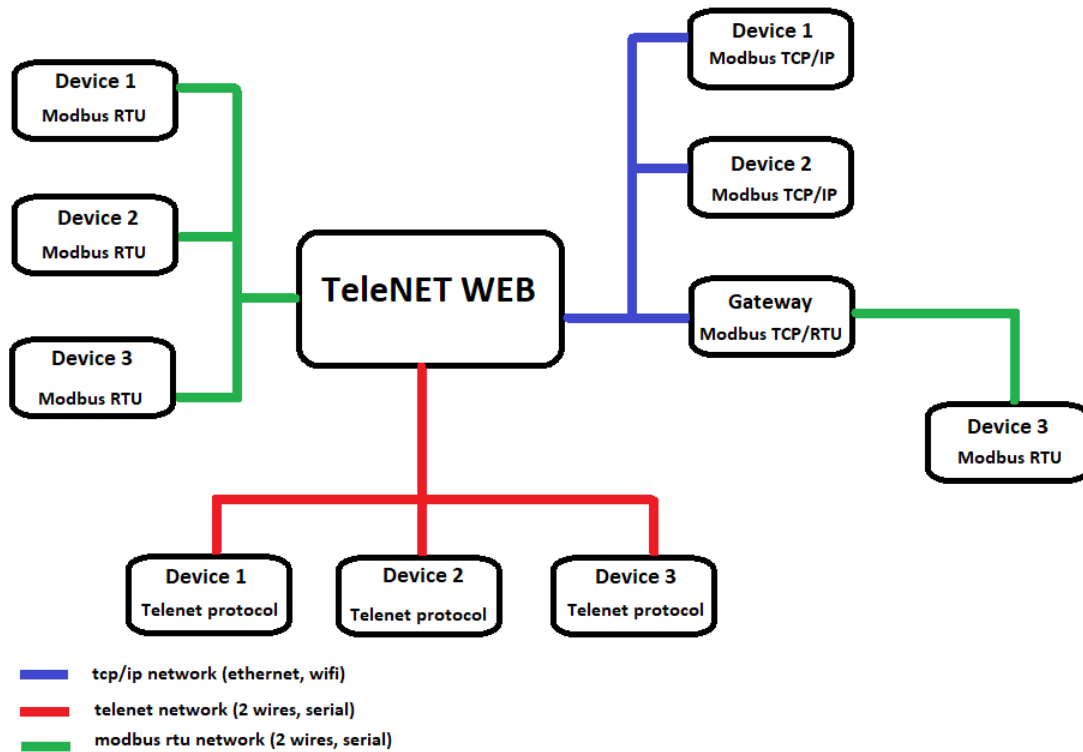 Device 1
Modbus TCP/IP
Device 1
Modbus RTU
Device 2
Modbus TCP/IP
Device 2
Modbus RTU
TeleNET WEB
Gateway
Modbus TCP/RTU
Device 3
Modbus RTU
Device 3
Modbus RTU
Device 1
Telenet protocol
Device 2
Telenet protocol
Device 3
Telenet protocol
tcp/ip network (ethernet, wifi)
telenet network (2 wires, serial)
modbus rtu network (2 wires, serial)